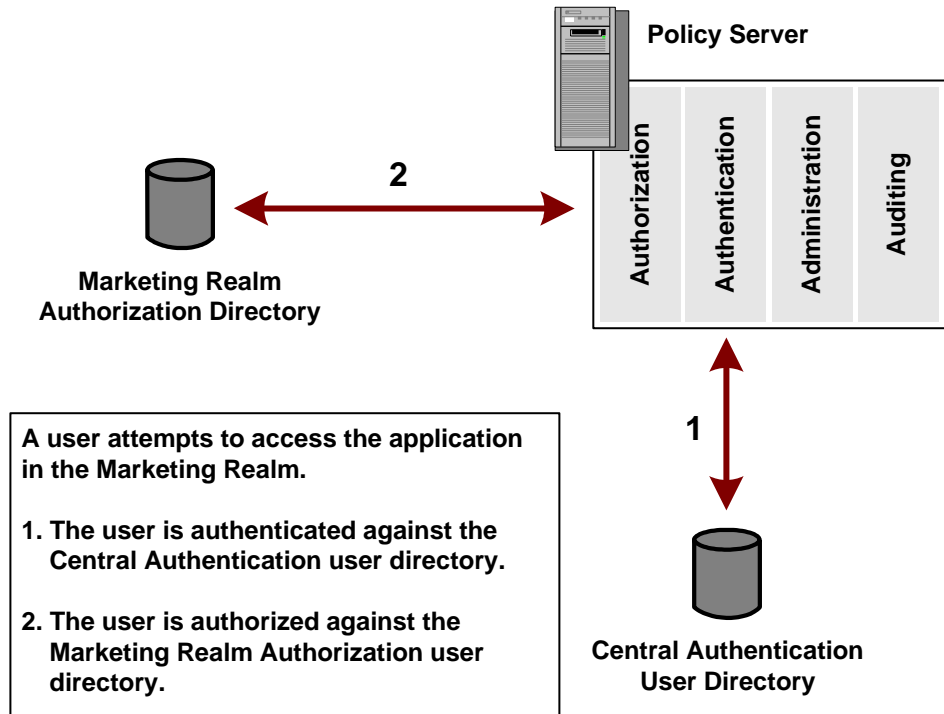 Policy Server
Authorization
Authentication
Administration
Auditing
2
Marketing Realm
Authorization Directory
1
A user attempts to access the application
in the Marketing Realm.
1. The user is authenticated against the
Central Authentication user directory.
2. The user is authorized against the
Marketing Realm Authorization user
directory.
Central Authentication
User Directory